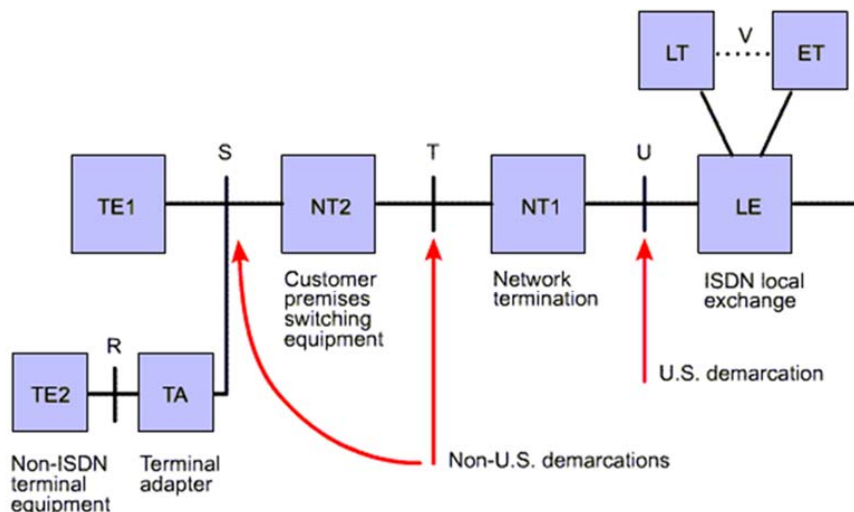 LT
V
ET
S
T
U
TE1
NT2
NT1
LE
Customer
premises
switching
equipment
Network
termination
ISDN local
exchange
R
TE2
TA
U.S. demarcation
Non-U.S. demarcations
Non-ISDN
terminal
equipment
Terminal
adapter